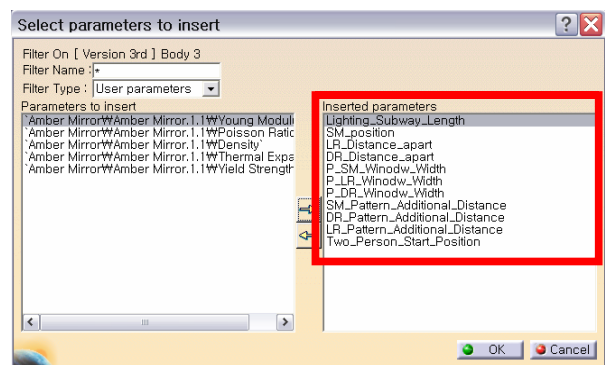 Select parameters to insert
Filter On [ Version 3rd ] Body 3
Filter Name : *
Filter Type : User parameters
Parameters to insert
`Amber Mirror₩Amber Mirror.1.1₩Young Modul
`Amber Mirror₩Amber Mirror.1.1₩Poisson Ratio
`Amber Mirror₩Amber Mirror.1.1₩Density`
`Amber Mirror₩Amber Mirror.1.1₩Thermal Expa
`Amber Mirror₩Amber Mirror.1.1₩Yield Strength
Inserted parameters
Lighting_Subway_Length
SM_position
LR_Distance_apart
DR_Distance_apart
P_SM_Winodw_Width
P_LR_Winodw_Width
P_DR_Winodw_Width
SM_Pattern_Additional_Distance
DR_Pattern_Additional_Distance
LR_Pattern_Additional_Distance
Two_Person_Start_Position
OK
Cancel